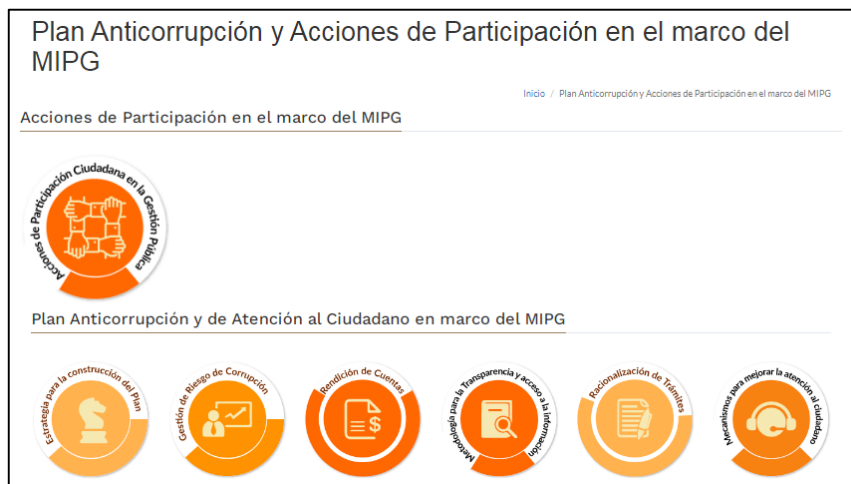 Plan Anticorrupción y Acciones de Participación en el marco del
MIPG
Inicio / Plan Anticorrupción y Acciones de Participación en el marco del MIPG
Acciones de Participación en el marco del MIPG
Acciones de Participación Ciudadana en la Gestión Pública
Plan Anticorrupción y de Atención al Ciudadano en marco del MIPG
Estrategia para la construcción del Plan
Gestión de Riesgo de Corrupción
Rendición de Cuentas
Metodología para la Transparencia y acceso a la información
Racionalización de Trámites
Mecanismos para mejorar la atención al ciudadano